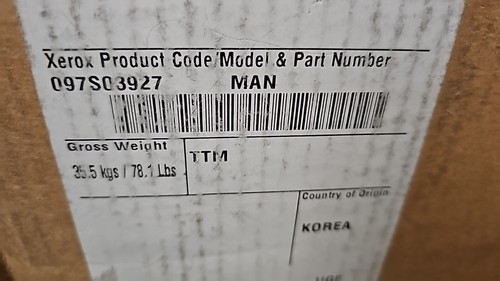 Xerox Product Code/Model & Part Number
097S03927 MAN
Gross Weight
35.5 kgs / 78.1 Lbs
TTM
Country of Origin
KOREA